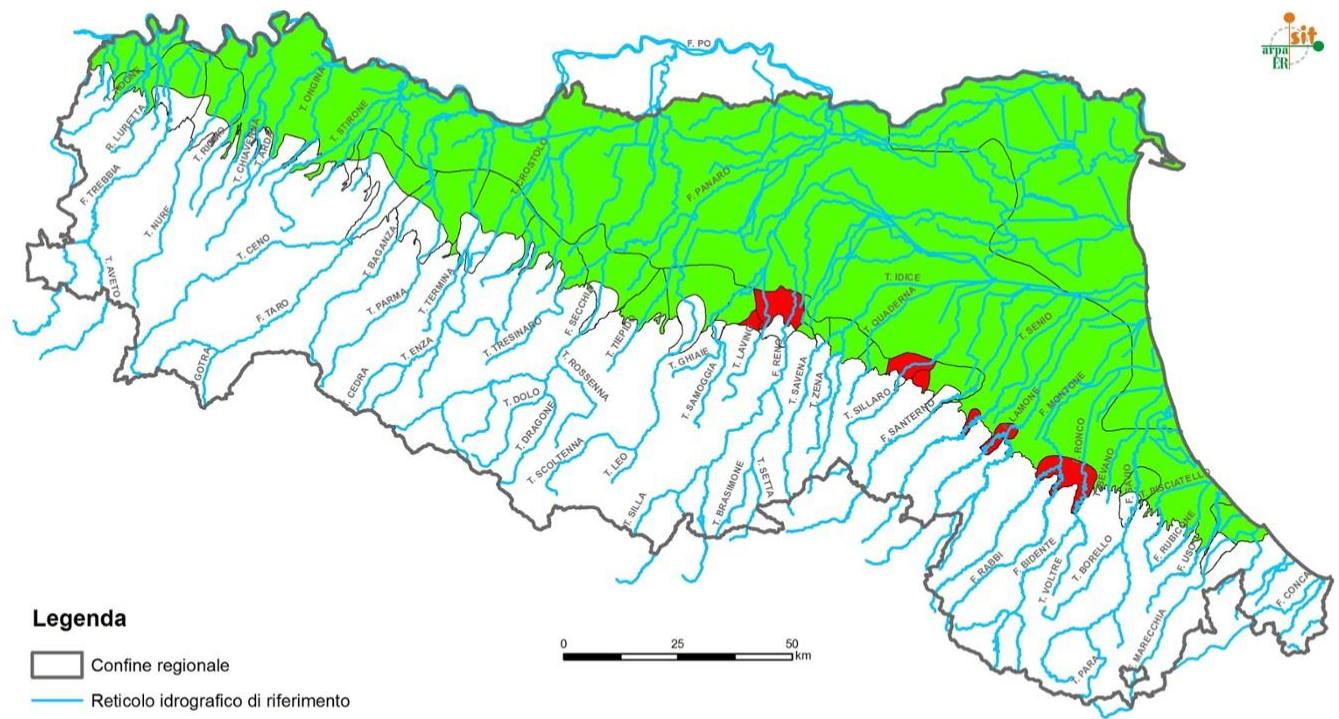 F. PO
sit
arpa
ER
T. TIDONE
R. LURETTA
F. TREBBIA
T. NURE
T. AVETO
T. CHIAVENNA
T. ARDA
T. ONGINA
T. STIRONE
T. CENO
F. TARO
T. BAGANZA
T. PARMA
T. TERMINA
T. ENZA
T. CROSTOLO
T. TRESINARO
F. SECCHIA
T. TIEPIDO
F. PANARO
T. DOLO
T. DRAGONE
T. ROSSENNA
T. SCOLTENNA
T. LEO
T. GHIAIE
T. SAMOGGIA
T. LAVINO
F. RENO
T. SAVENA
T. ZENA
T. IDICE
T. QUADERNA
T. SILLARO
F. SANTERNO
T. SENIO
LAMONE
F. MONTONE
RONCO
T. BEVANO
T. PISCIATELLO
T. SILLA
T. BRASIMONE
T. SETTA
F. RABBI
F. BIDENTE
T. VOLTRE
T. BORELLO
F. RUBICONE
F. USO
F. CONCA
T. MARECCHIA
T. PARA
GOTRA
CEDRA
Legenda
Confine regionale
Reticolo idrografico di riferimento
0 25 50
km